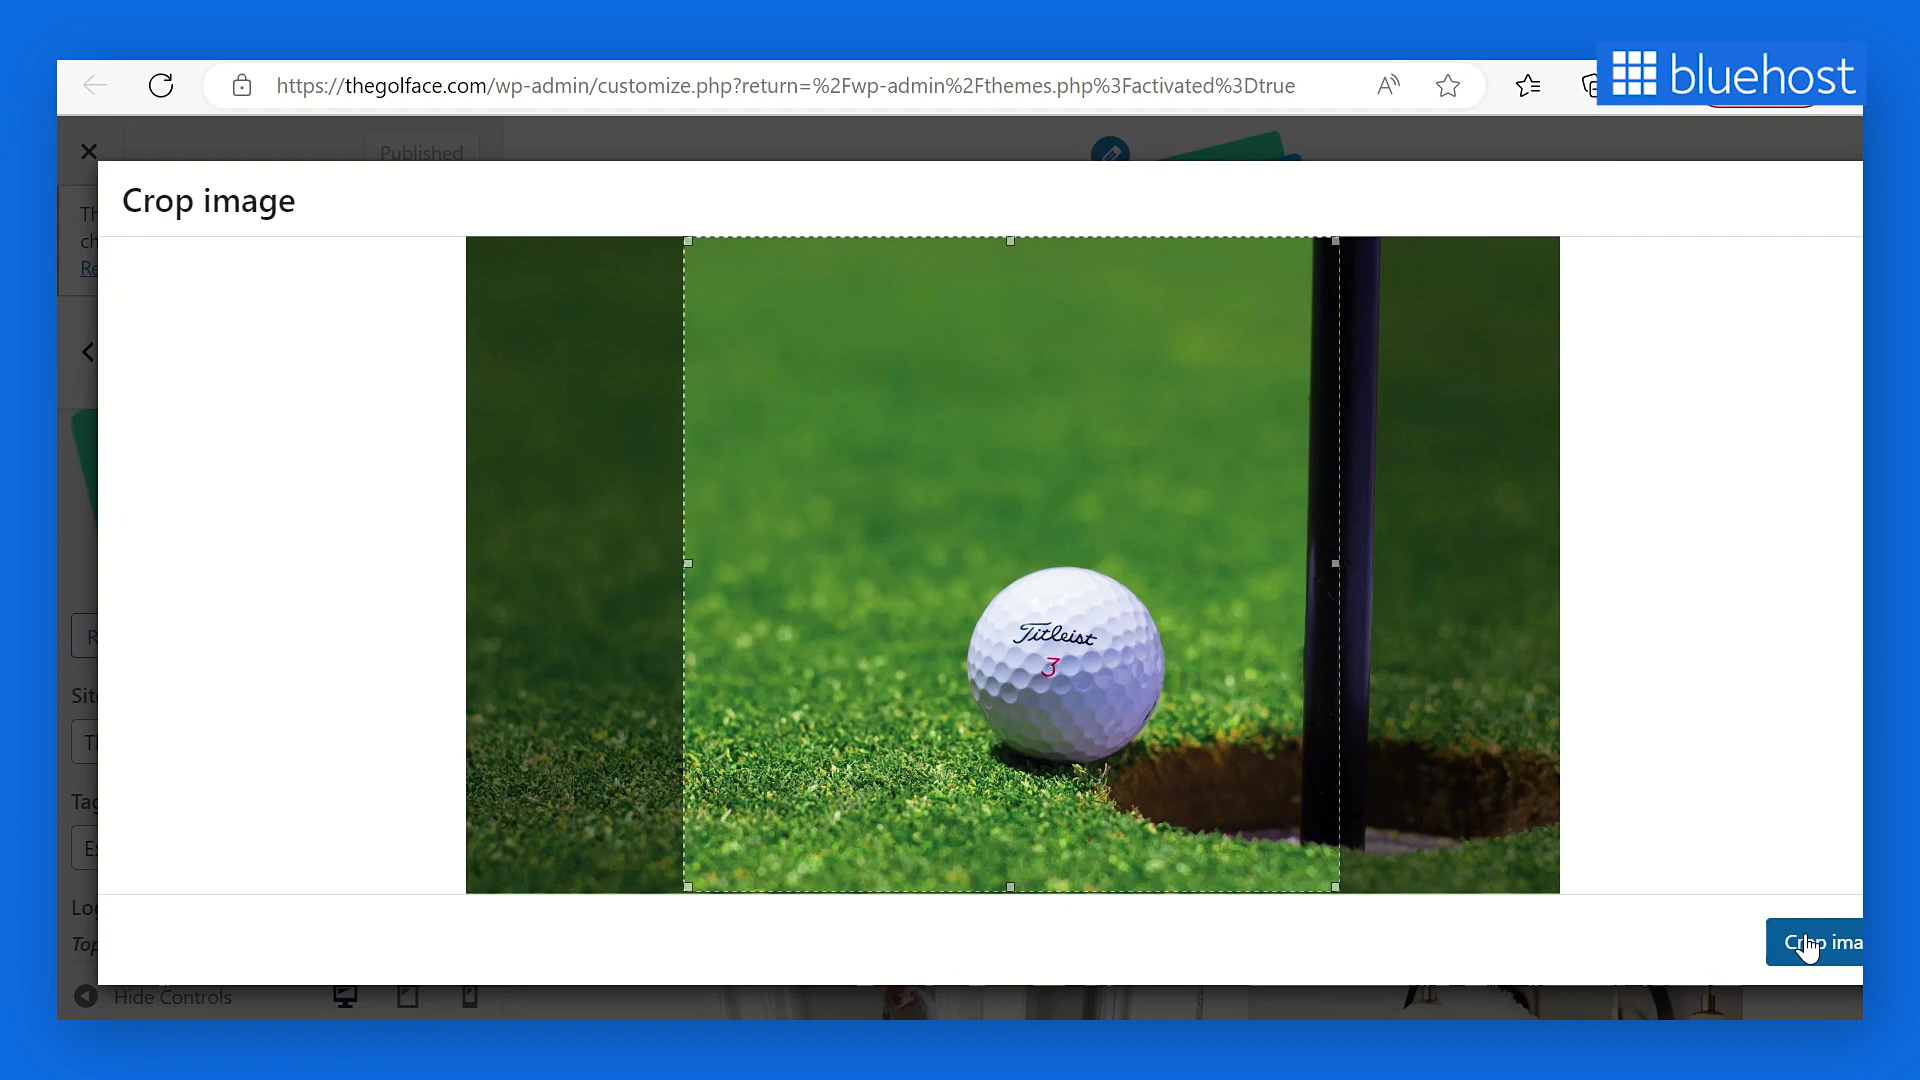 bluehost
https://thegolface.com/wp-admin/customize.php?return=%2Fwp-admin%2Fthemes.php%3Factivated%3Dtrue
Published
Crop image
Titleist
3
Hide Controls